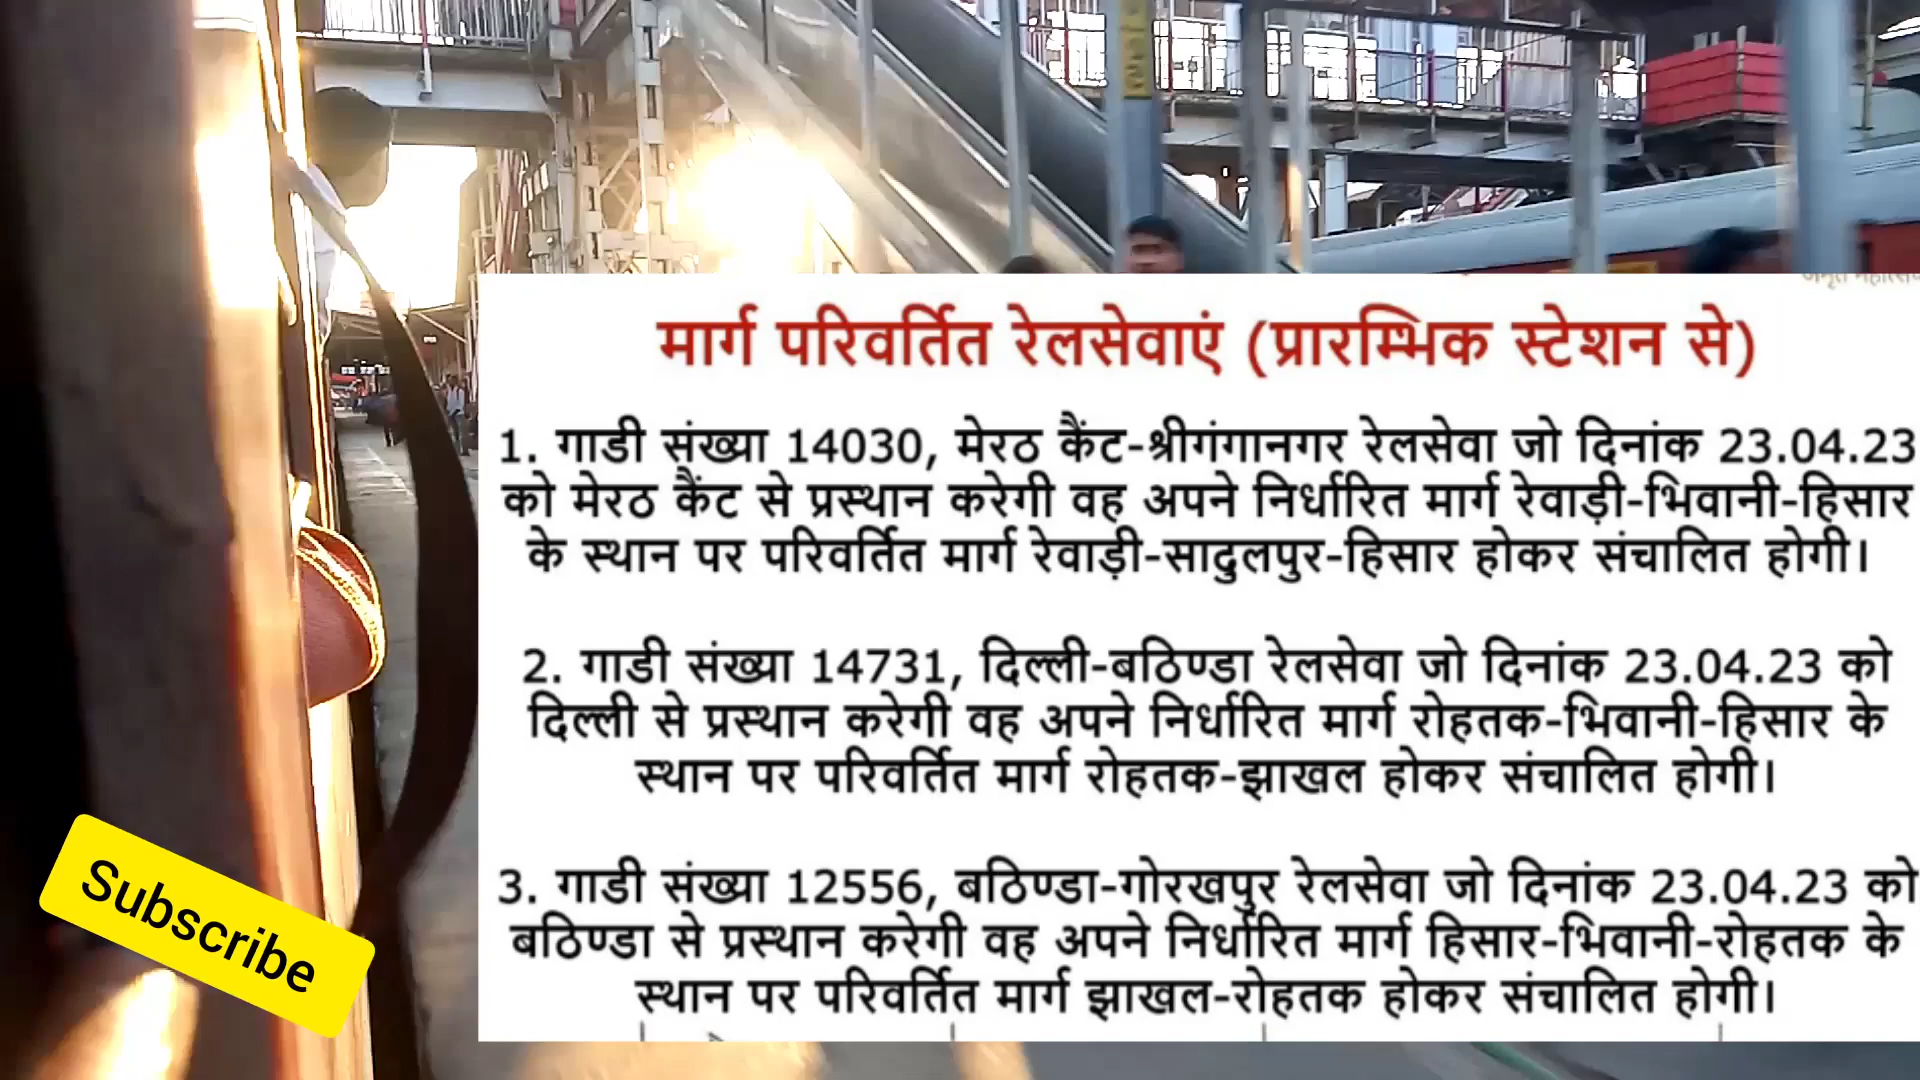 अमृत महोत्सव
मार्ग परिवर्तित रेलसेवाएं (प्रारम्भिक स्टेशन से)
1. गाडी संख्या 14030, मेरठ कैंट-श्रीगंगानगर रेलसेवा जो दिनांक 23.04.23
को मेरठ कैंट से प्रस्थान करेगी वह अपने निर्धारित मार्ग रेवाड़ी-भिवानी-हिसार
के स्थान पर परिवर्तित मार्ग रेवाड़ी-सादुलपुर-हिसार होकर संचालित होगी।
2. गाडी संख्या 14731, दिल्ली-बठिण्डा रेलसेवा जो दिनांक 23.04.23 को
दिल्ली से प्रस्थान करेगी वह अपने निर्धारित मार्ग रोहतक-भिवानी-हिसार के
स्थान पर परिवर्तित मार्ग रोहतक-झाखल होकर संचालित होगी।
3. गाडी संख्या 12556, बठिण्डा-गोरखपुर रेलसेवा जो दिनांक 23.04.23 को
बठिण्डा से प्रस्थान करेगी वह अपने निर्धारित मार्ग हिसार-भिवानी-रोहतक के
स्थान पर परिवर्तित मार्ग झाखल-रोहतक होकर संचालित होगी।
Subscribe